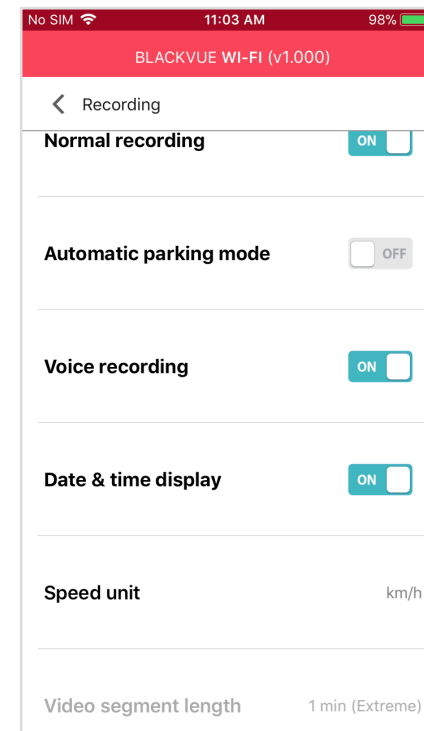 No SIM 11:03 AM 98%
BLACKVUE WI-FI (v1.000)
Recording
Normal recording ON
Automatic parking mode OFF
Voice recording ON
Date & time display ON
Speed unit km/h
Video segment length 1 min (Extreme)